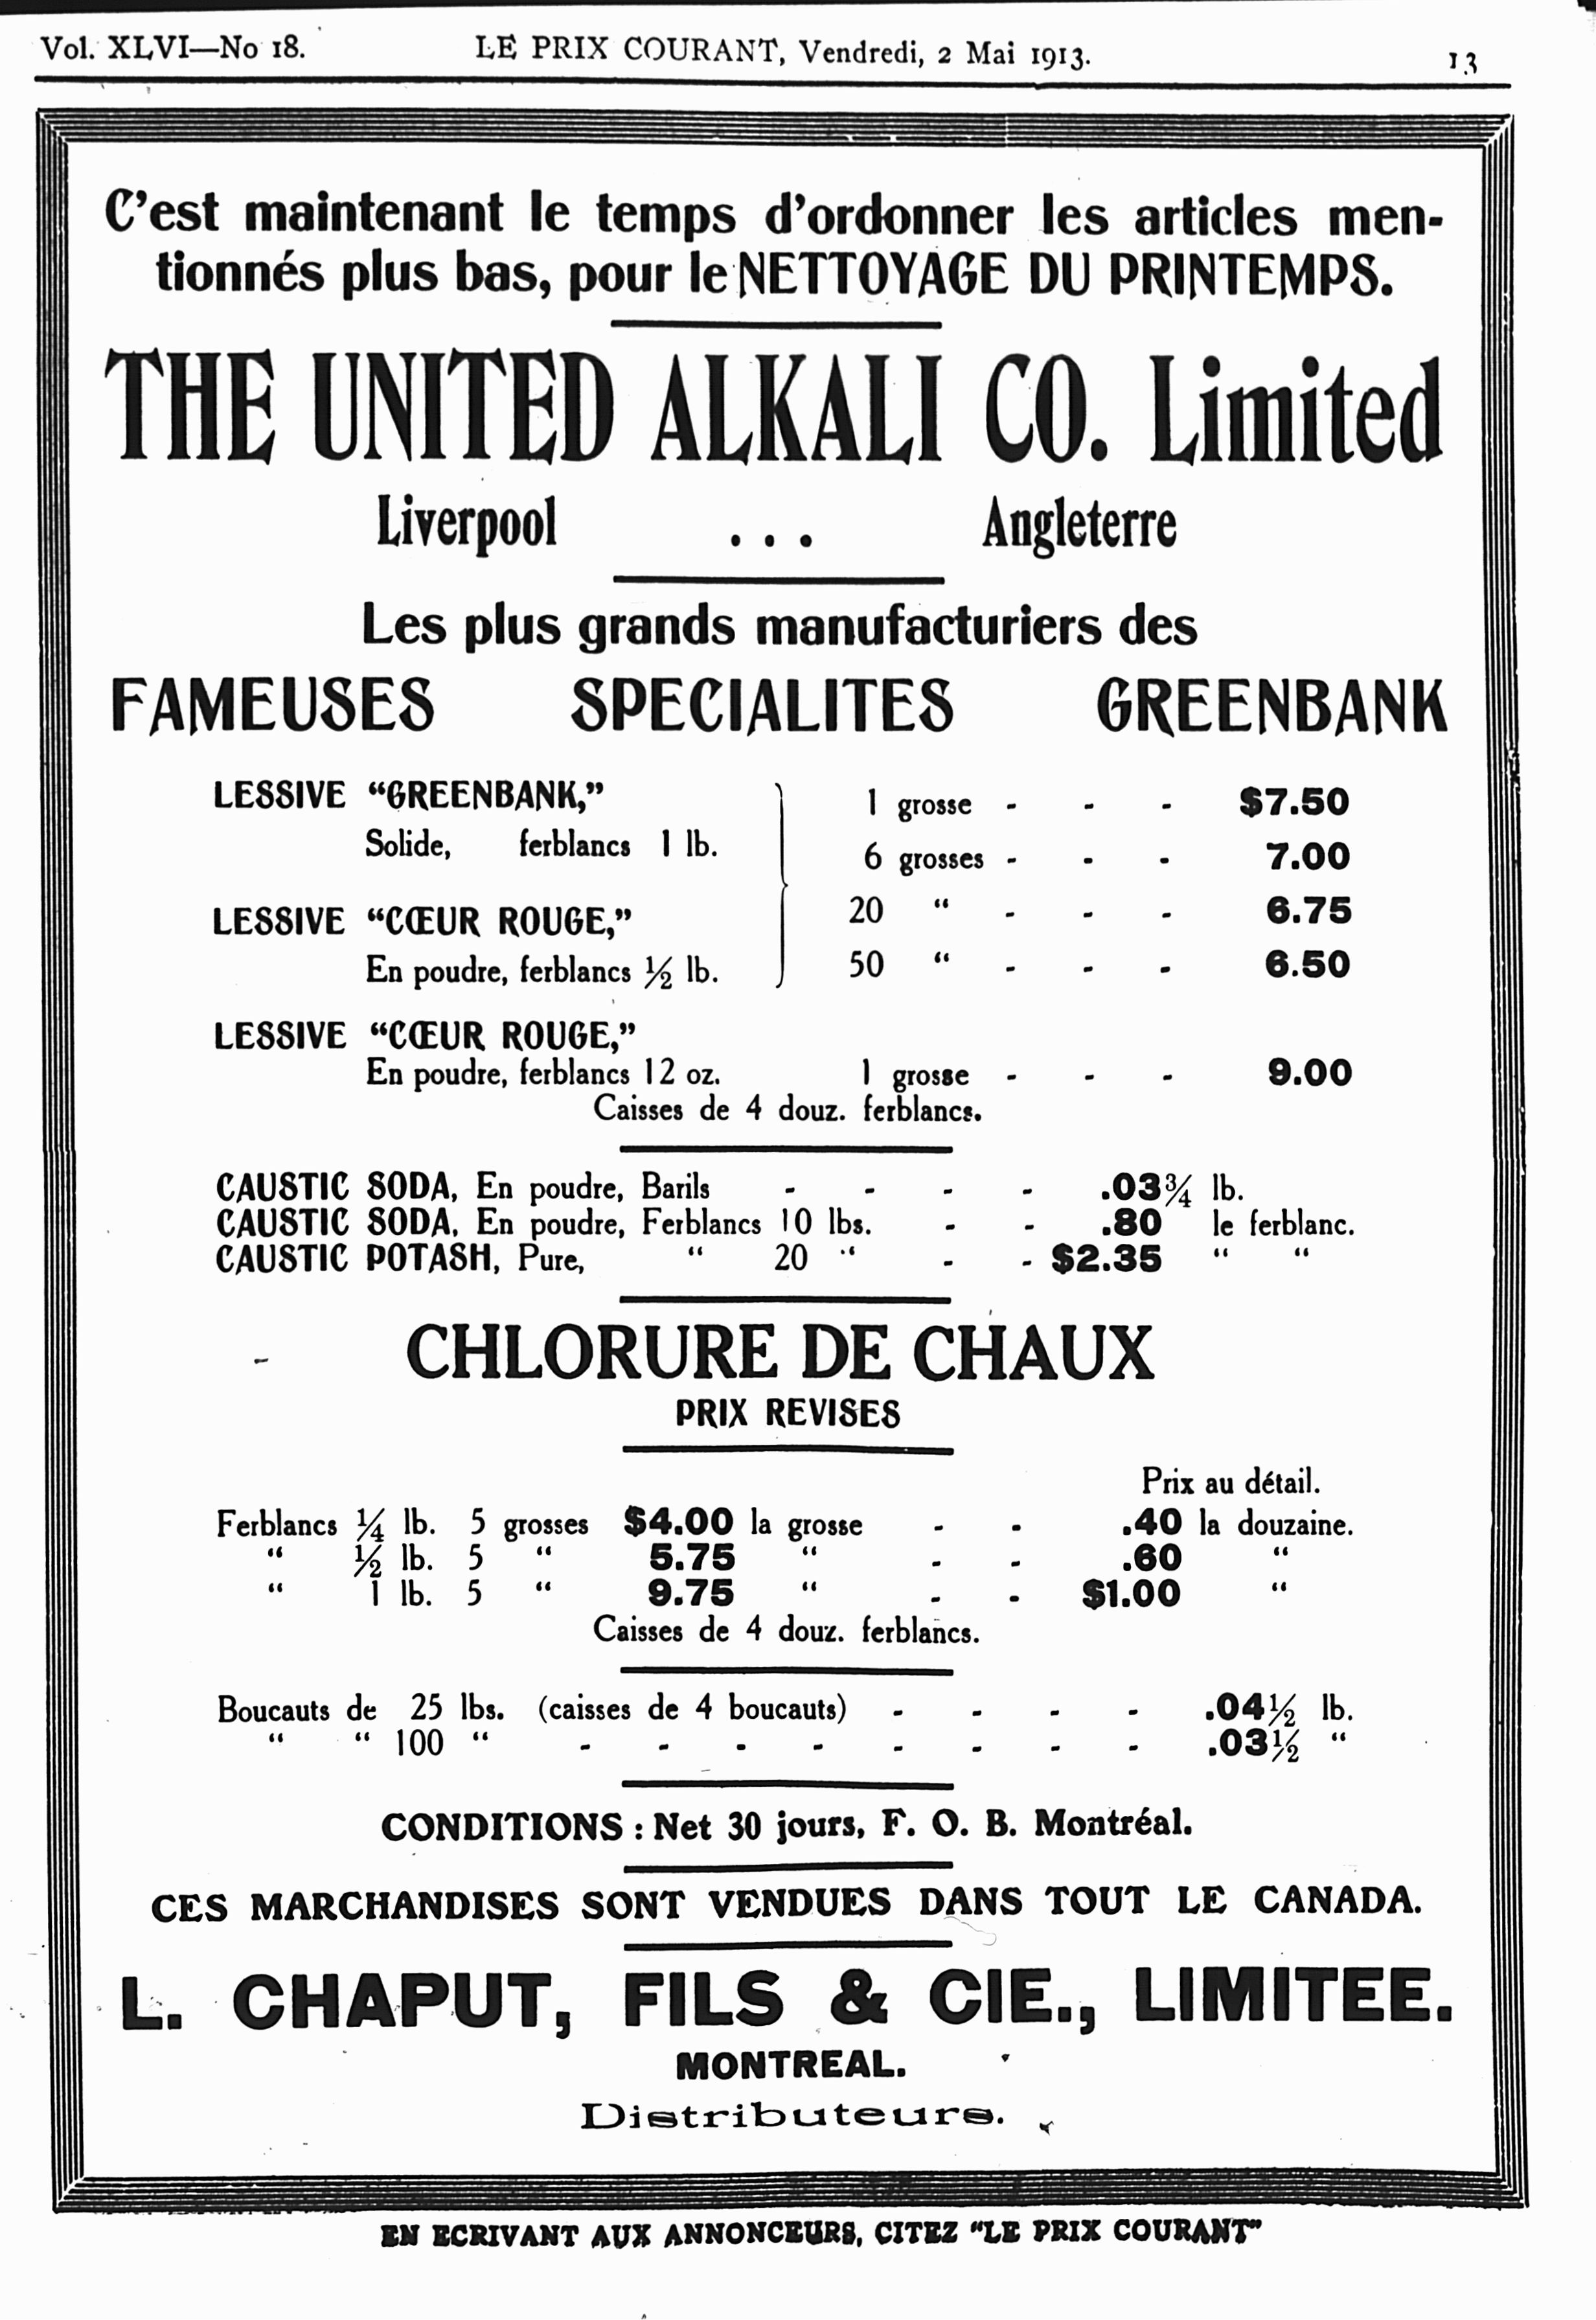 Vol. XLVI—No 18. LE PRIX COURANT, Vendredi, 2 Mai 1913. 13
C'est maintenant le temps d'ordonner les articles men-
tionnés plus bas, pour le NETTOYAGE DU PRINTEMPS.
THE UNITED ALKALI CO. Limited
Liverpool ... Angleterre
Les plus grands manufacturiers des
FAMEUSES SPECIALITES GREENBANK
LESSIVE “GREENBANK,” 1 grosse - - - $7.50
Solide, ferblancs 1 lb. 6 grosses - - - 7.00
LESSIVE “CŒUR ROUGE,” 20 “ - - - 6.75
En poudre, ferblancs ½ lb. 50 “ - - - 6.50
LESSIVE “CŒUR ROUGE,”
En poudre, ferblancs 12 oz. 1 grosse - - - 9.00
Caisses de 4 douz. ferblancs.
CAUSTIC SODA, En poudre, Barils - - - - .03¾ lb.
CAUSTIC SODA, En poudre, Ferblancs 10 lbs. - - .80 le ferblanc.
CAUSTIC POTASH, Pure, “ 20 “ - - $2.35 “ “
CHLORURE DE CHAUX
PRIX REVISES
Prix au détail.
Ferblancs ¼ lb. 5 grosses $4.00 la grosse - - .40 la douzaine.
“ ½ lb. 5 “ 5.75 “ - - .60 “
“ 1 lb. 5 “ 9.75 “ - - $1.00 “
Caisses de 4 douz. ferblancs.
Boucauts de 25 lbs. (caisses de 4 boucauts) - - - - .04½ lb.
“ “ 100 “ - - - - - - - - .03½ “
CONDITIONS : Net 30 jours, F. O. B. Montréal.
CES MARCHANDISES SONT VENDUES DANS TOUT LE CANADA.
L. CHAPUT, FILS & CIE., LIMITEE.
MONTREAL.
Distributeurs.
EN ECRIVANT AUX ANNONCEURS, CITEZ “LE PRIX COURANT”